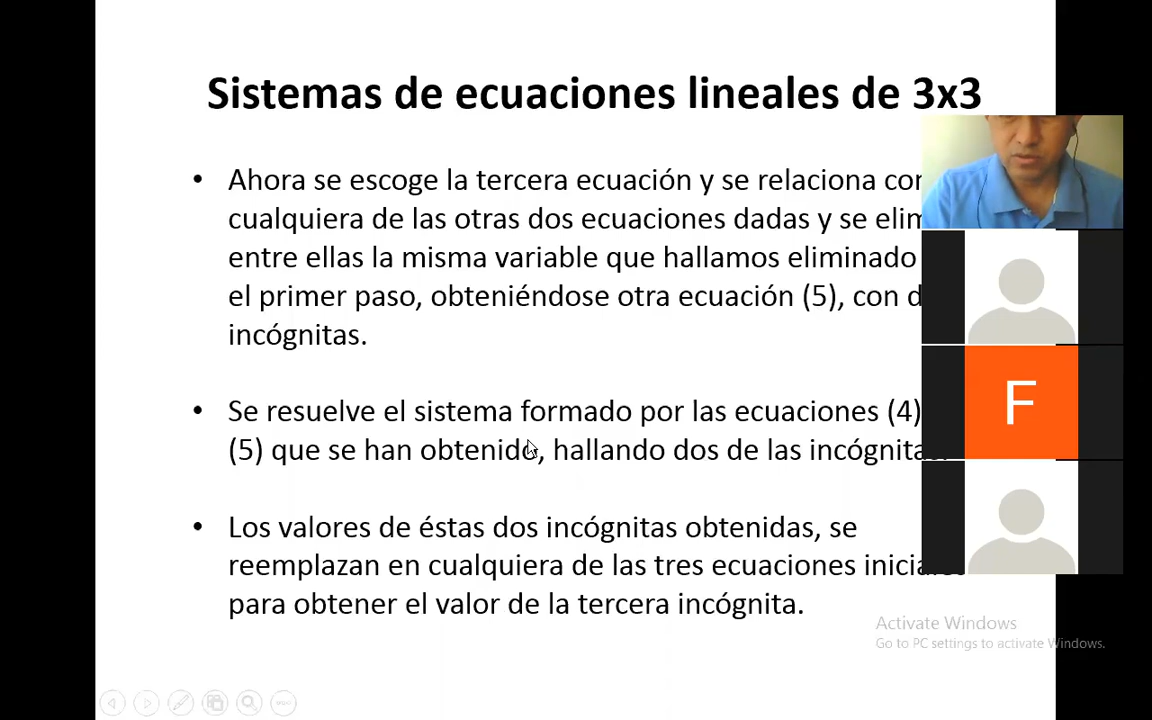 Sistemas de ecuaciones lineales de 3x3
• Ahora se escoge la tercera ecuación y se relaciona
cualquiera de las otras dos ecuaciones dadas y se
entre ellas la misma variable que hallamos eliminado
el primer paso, obteniéndose otra ecuación (5), con
incógnitas.
• Se resuelve el sistema formado por las ecuaciones (4)
(5) que se han obtenido, hallando dos de las
• Los valores de éstas dos incógnitas obtenidas, se
reemplazan en cualquiera de las tres ecuaciones iniciales
para obtener el valor de la tercera incógnita.
F
Activate Windows
Go to PC settings to activate Windows.